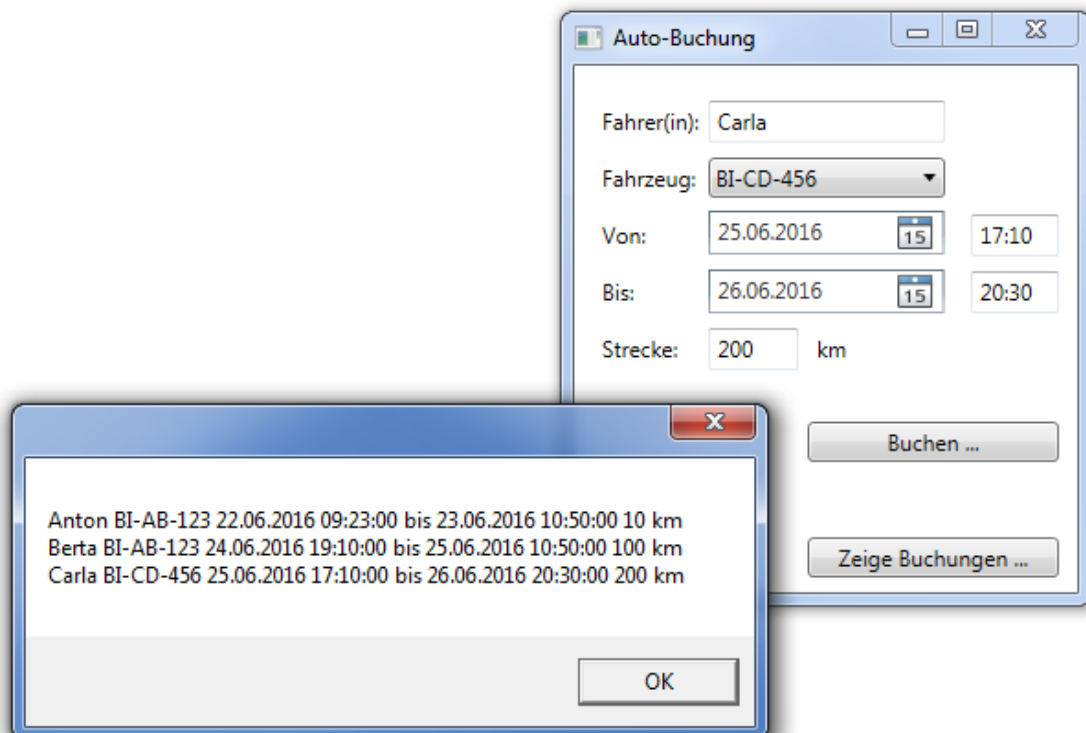 Auto-Buchung
Fahrer(in): Carla
Fahrzeug: BI-CD-456
Von: 25.06.2016 15 17:10
Bis: 26.06.2016 15 20:30
Strecke: 200 km
Buchen ...
Zeige Buchungen ...
Anton BI-AB-123 22.06.2016 09:23:00 bis 23.06.2016 10:50:00 10 km
Berta BI-AB-123 24.06.2016 19:10:00 bis 25.06.2016 10:50:00 100 km
Carla BI-CD-456 25.06.2016 17:10:00 bis 26.06.2016 20:30:00 200 km
OK